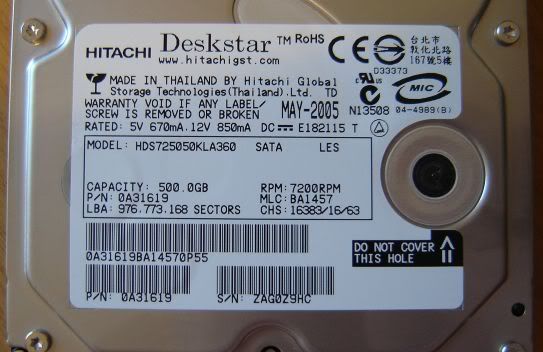 HITACHI Deskstar ™ RoHS
www.hitachigst.com
CE
台北市
敦化北路
167號5樓
D33373
MADE IN THAILAND BY Hitachi Global
Storage Technologies(Thailand).Ltd. TD
MIC
WARRANTY VOID IF ANY LABEL/
SCREW IS REMOVED OR BROKEN
MAY-2005
N13508 04-4989(B)
RATED: 5V 670mA.12V 850mA DC E182115 T
MODEL: HDS725050KLA360 SATA LES
CAPACITY: 500.0GB RPM: 7200RPM
P/N: 0A31619 MLC: BA1457
LBA: 976.773.168 SECTORS CHS: 16383/16/63
DO NOT COVER
THIS HOLE
0A31619BA14570P55
P/N: 0A31619 S/N: ZAG0Z9HC